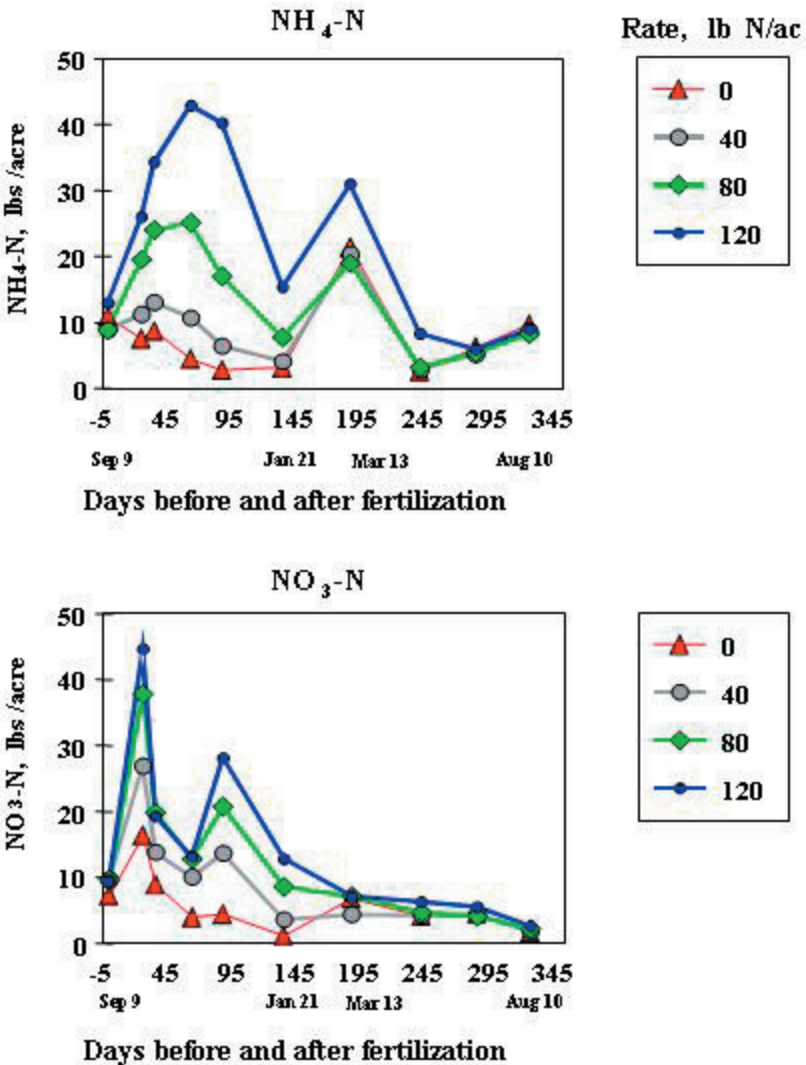 NH4-N
Rate, lb N/ac
50
40
30
20
10
0
NH4-N, lbs /acre
0
40
80
120
-5 45 95 145 195 245 295 345
Sep 9 Jan 21 Mar 13 Aug 10
Days before and after fertilization
NO3-N
50
40
30
20
10
0
NO3-N, lbs /acre
0
40
80
120
-5 45 95 145 195 245 295 345
Sep 9 Jan 21 Mar 13 Aug 10
Days before and after fertilization